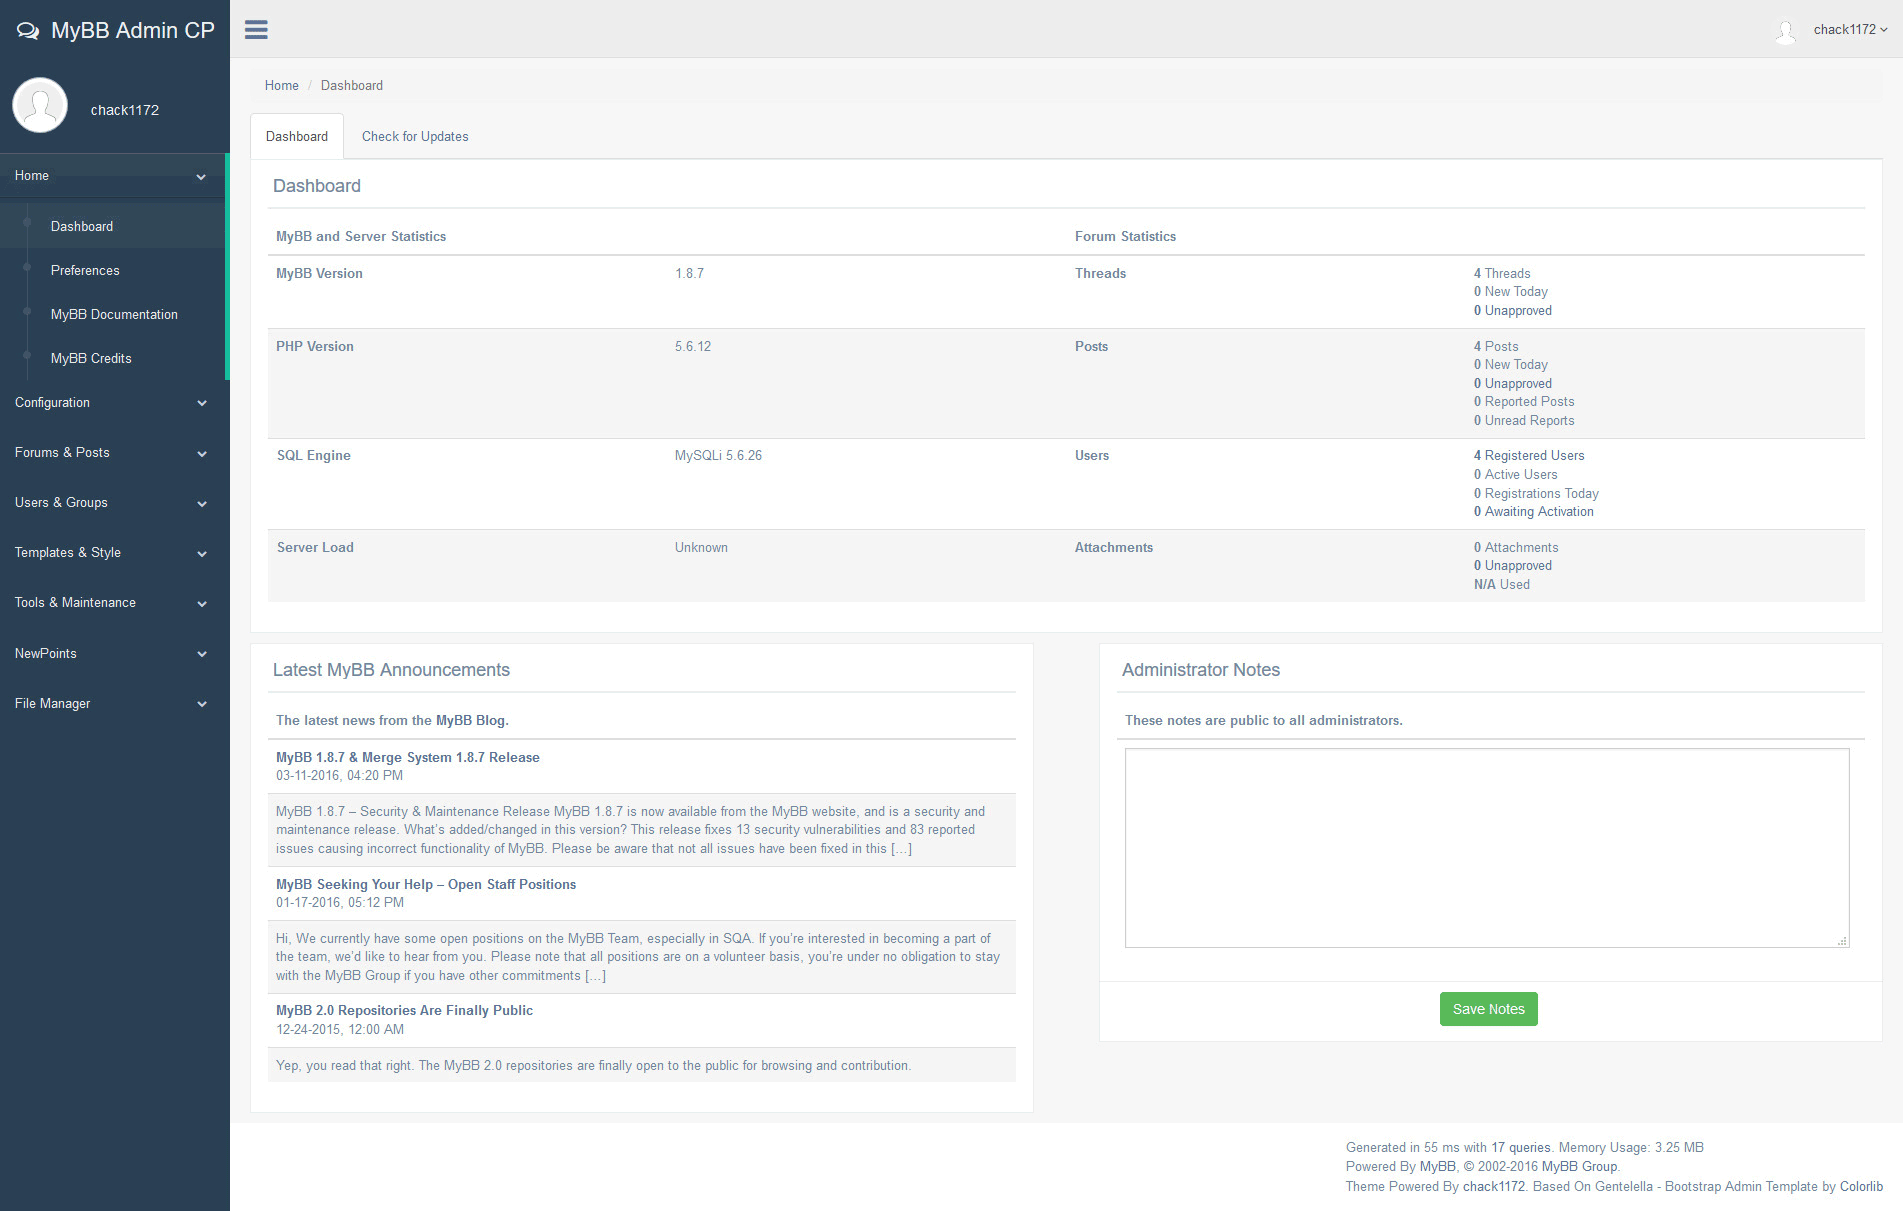 MyBB Admin CP
chack1172
chack1172
Home
Dashboard
Preferences
MyBB Documentation
MyBB Credits
Configuration
Forums & Posts
Users & Groups
Templates & Style
Tools & Maintenance
NewPoints
File Manager
Home / Dashboard
Dashboard Check for Updates
Dashboard
MyBB and Server Statistics Forum Statistics
MyBB Version 1.8.7 Threads 4 Threads
0 New Today
0 Unapproved
PHP Version 5.6.12 Posts 4 Posts
0 New Today
0 Unapproved
0 Reported Posts
0 Unread Reports
SQL Engine MySQLi 5.6.26 Users 4 Registered Users
0 Active Users
0 Registrations Today
0 Awaiting Activation
Server Load Unknown Attachments 0 Attachments
0 Unapproved
N/A Used
Latest MyBB Announcements
The latest news from the MyBB Blog.
MyBB 1.8.7 & Merge System 1.8.7 Release
03-11-2016, 04:20 PM
MyBB 1.8.7 – Security & Maintenance Release MyBB 1.8.7 is now available from the MyBB website, and is a security and
maintenance release. What's added/changed in this version? This release fixes 13 security vulnerabilities and 83 reported
issues causing incorrect functionality of MyBB. Please be aware that not all issues have been fixed in this […]
MyBB Seeking Your Help – Open Staff Positions
01-17-2016, 05:12 PM
Hi, We currently have some open positions on the MyBB Team, especially in SQA. If you're interested in becoming a part of
the team, we'd like to hear from you. Please note that all positions are on a volunteer basis, you're under no obligation to stay
with the MyBB Group if you have other commitments […]
MyBB 2.0 Repositories Are Finally Public
12-24-2015, 12:00 AM
Yep, you read that right. The MyBB 2.0 repositories are finally open to the public for browsing and contribution.
Administrator Notes
These notes are public to all administrators.
Save Notes
Generated in 55 ms with 17 queries. Memory Usage: 3.25 MB
Powered By MyBB, © 2002-2016 MyBB Group.
Theme Powered By chack1172. Based On Gentelella - Bootstrap Admin Template by Colorlib